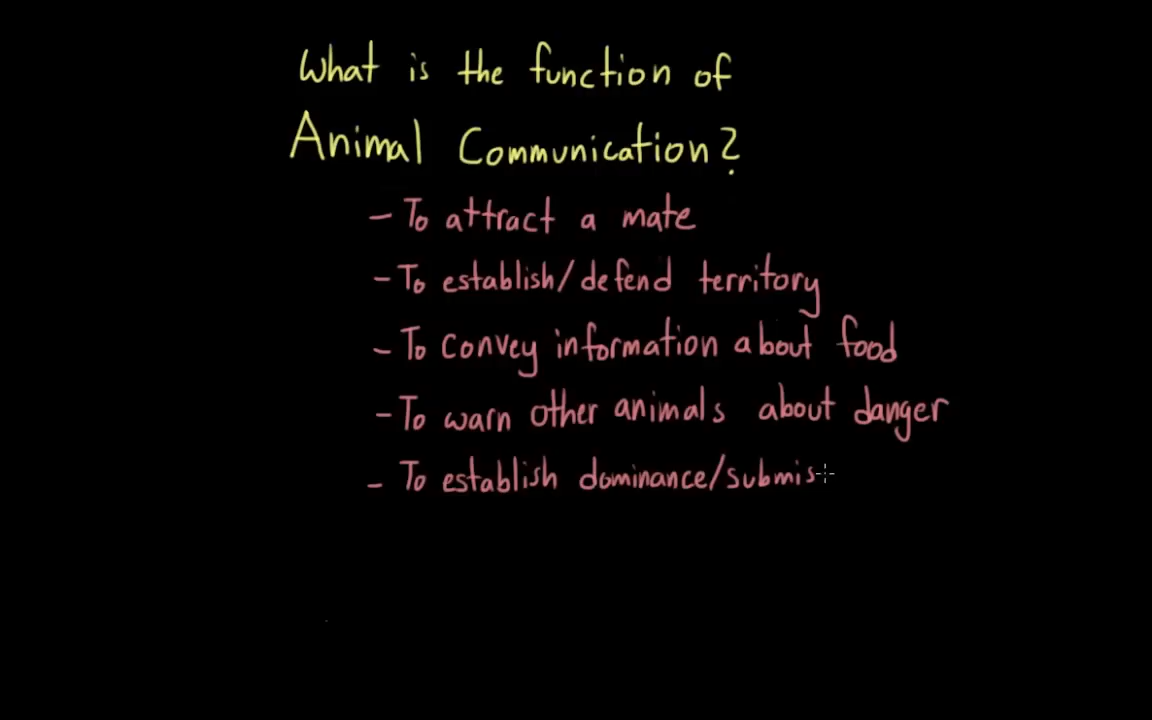 What is the function of
Animal Communication?
- To attract a mate
- To establish/defend territory
- To convey information about food
- To warn other animals about danger
- To establish dominance/submis